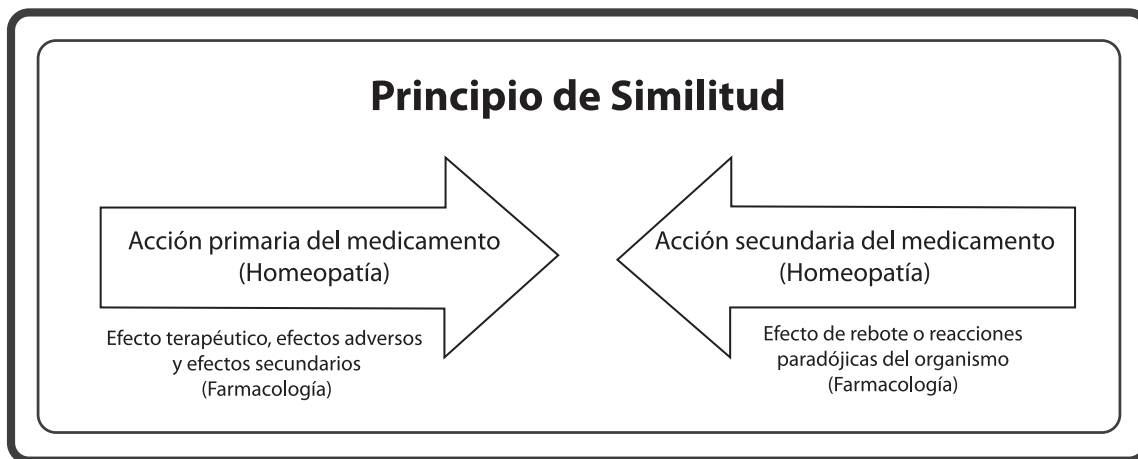 Principio de Similitud
Acción primaria del medicamento
(Homeopatía)
Efecto terapéutico, efectos adversos
y efectos secundarios
(Farmacología)
Acción secundaria del medicamento
(Homeopatía)
Efecto de rebote o reacciones
paradójicas del organismo
(Farmacología)